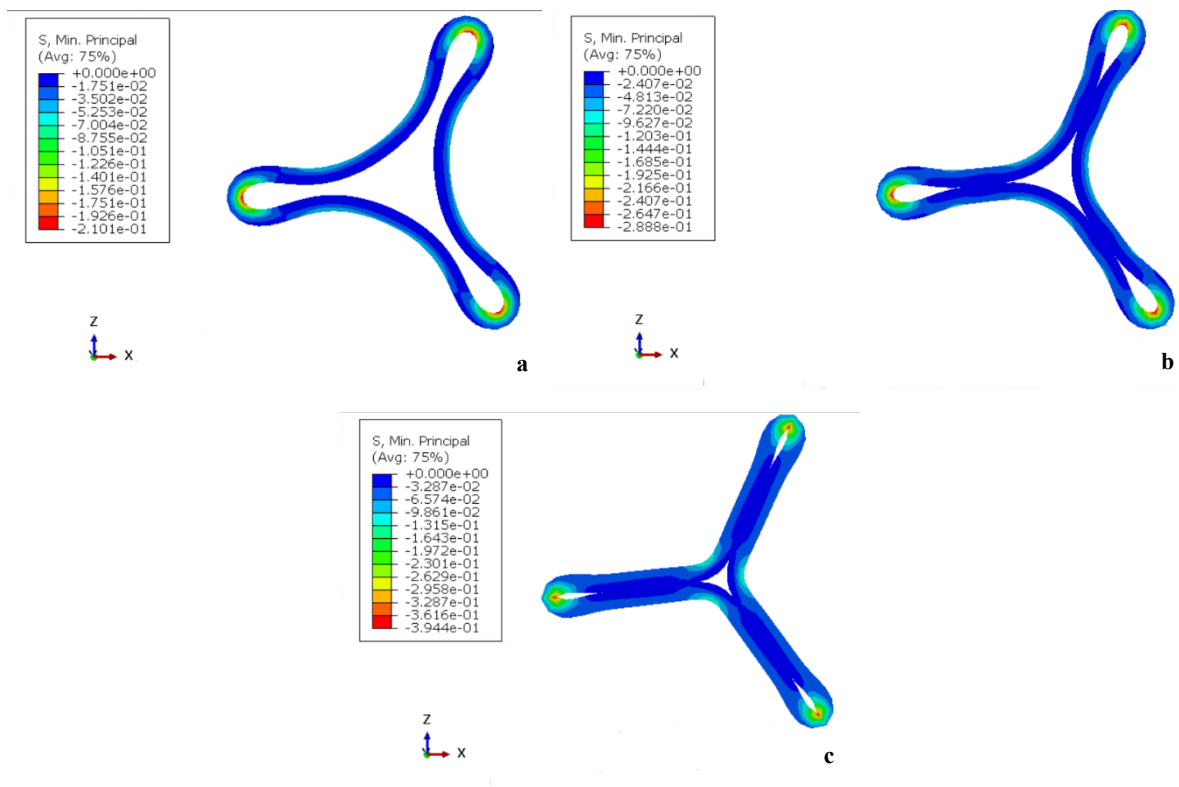 S, Min. Principal
(Avg: 75%)
+0.000e+00
-1.751e-02
-3.502e-02
-5.253e-02
-7.004e-02
-8.755e-02
-1.051e-01
-1.226e-01
-1.401e-01
-1.576e-01
-1.751e-01
-1.926e-01
-2.101e-01
Z
Y
X
a
S, Min. Principal
(Avg: 75%)
+0.000e+00
-2.407e-02
-4.813e-02
-7.220e-02
-9.627e-02
-1.203e-01
-1.444e-01
-1.685e-01
-1.925e-01
-2.166e-01
-2.407e-01
-2.647e-01
-2.888e-01
Z
Y
X
b
S, Min. Principal
(Avg: 75%)
+0.000e+00
-3.287e-02
-6.574e-02
-9.861e-02
-1.315e-01
-1.643e-01
-1.972e-01
-2.301e-01
-2.629e-01
-2.958e-01
-3.287e-01
-3.616e-01
-3.944e-01
Z
Y
X
c